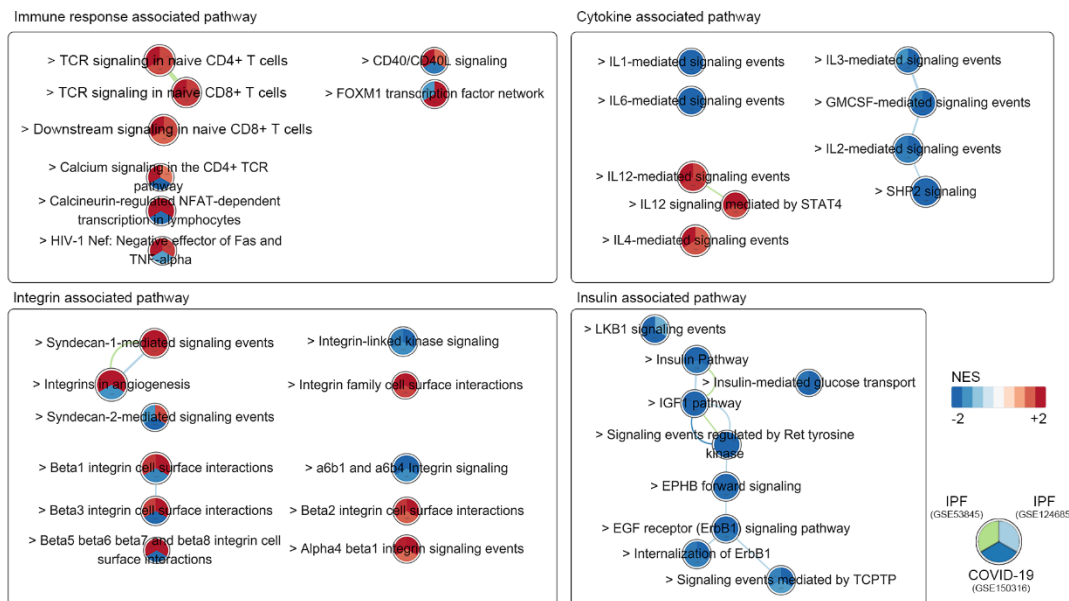 Immune response associated pathway
> TCR signaling in naive CD4+ T cells
> TCR signaling in naive CD8+ T cells
> Downstream signaling in naive CD8+ T cells
> Calcium signaling in the CD4+ TCR
pathway
> Calcineurin-regulated NFAT-dependent
transcription in lymphocytes
> HIV-1 Nef: Negative effector of Fas and
TNF-alpha
> CD40/CD40L signaling
> FOXM1 transcription factor network
Cytokine associated pathway
> IL1-mediated signaling events
> IL6-mediated signaling events
> IL12-mediated signaling events
> IL12 signaling mediated by STAT4
> IL4-mediated signaling events
> IL3-mediated signaling events
> GMCSF-mediated signaling events
> IL2-mediated signaling events
> SHP2 signaling
Integrin associated pathway
> Syndecan-1-mediated signaling events
> Integrins in angiogenesis
> Syndecan-2-mediated signaling events
> Beta1 integrin cell surface interactions
> Beta3 integrin cell surface interactions
> Beta5 beta6 beta7 and beta8 integrin cell
surface interactions
> Integrin-linked kinase signaling
> Integrin family cell surface interactions
> a6b1 and a6b4 Integrin signaling
> Beta2 integrin cell surface interactions
> Alpha4 beta1 integrin signaling events
Insulin associated pathway
> LKB1 signaling events
> Insulin Pathway
> Insulin-mediated glucose transport
> IGF1 pathway
> Signaling events regulated by Ret tyrosine
kinase
> EPHB forward signaling
> EGF receptor (ErbB1) signaling pathway
> Internalization of ErbB1
> Signaling events mediated by TCPTP
NES
-2 +2
IPF IPF
(GSE53845) (GSE124685)
COVID-19
(GSE150316)